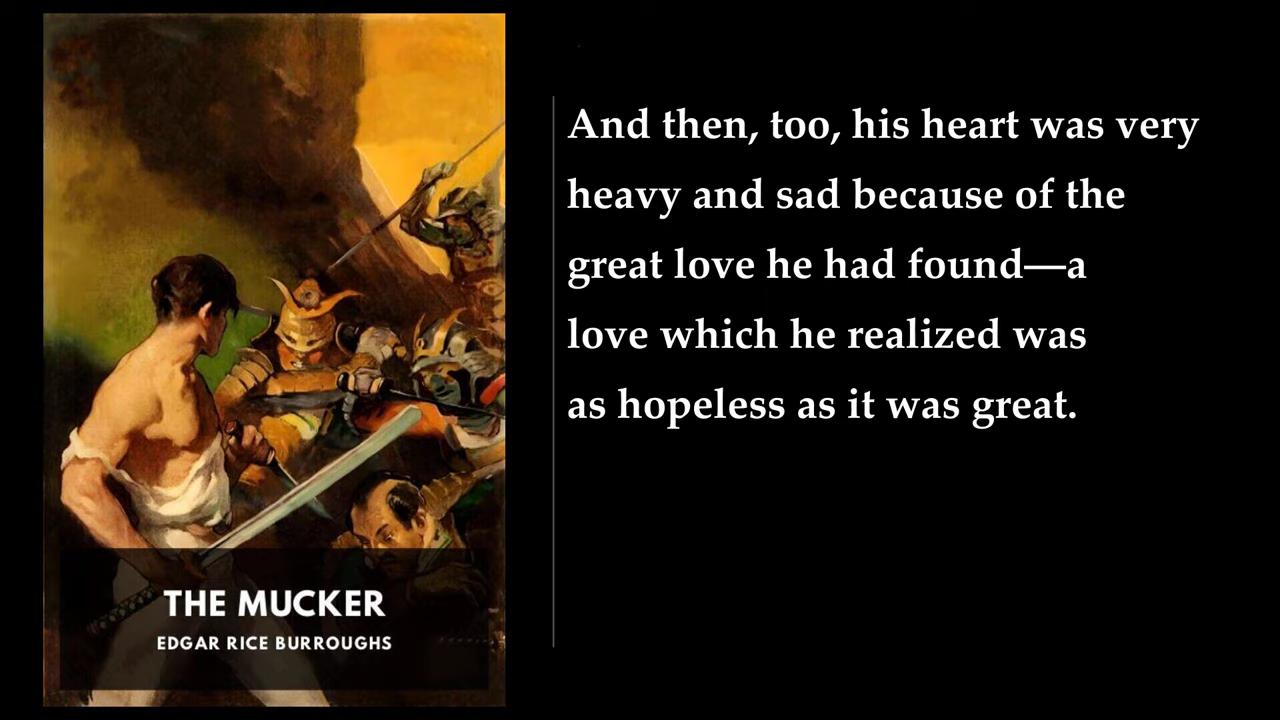 THE MUCKER
EDGAR RICE BURROUGHS
And then, too, his heart was very
heavy and sad because of the
great love he had found—a
love which he realized was
as hopeless as it was great.